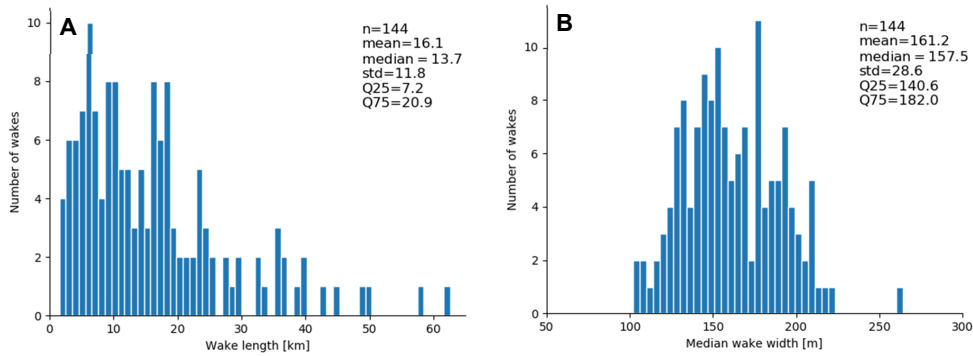 A
n=144
mean=16.1
median = 13.7
std=11.8
Q25=7.2
Q75=20.9
Number of wakes
10
8
6
4
2
0
0 10 20 30 40 50 60
Wake length [km]
B
n=144
mean=161.2
median = 157.5
std=28.6
Q25=140.6
Q75=182.0
Number of wakes
10
8
6
4
2
0
50 100 150 200 250 300
Median wake width [m]